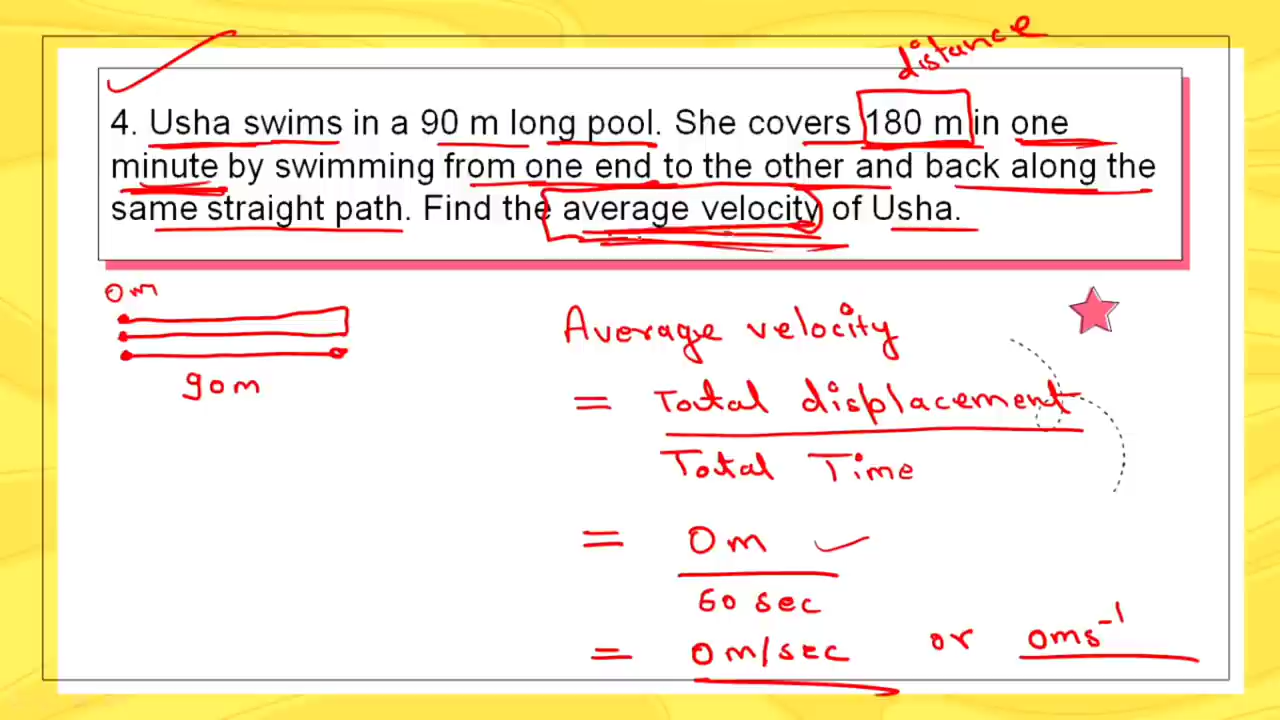 distance
4. Usha swims in a 90 m long pool. She covers 180 m in one
minute by swimming from one end to the other and back along the
same straight path. Find the average velocity of Usha.
0m
90m
Average velocity
= Total displacement
Total Time
= 0m
60 sec
= 0m/sec or 0ms⁻¹